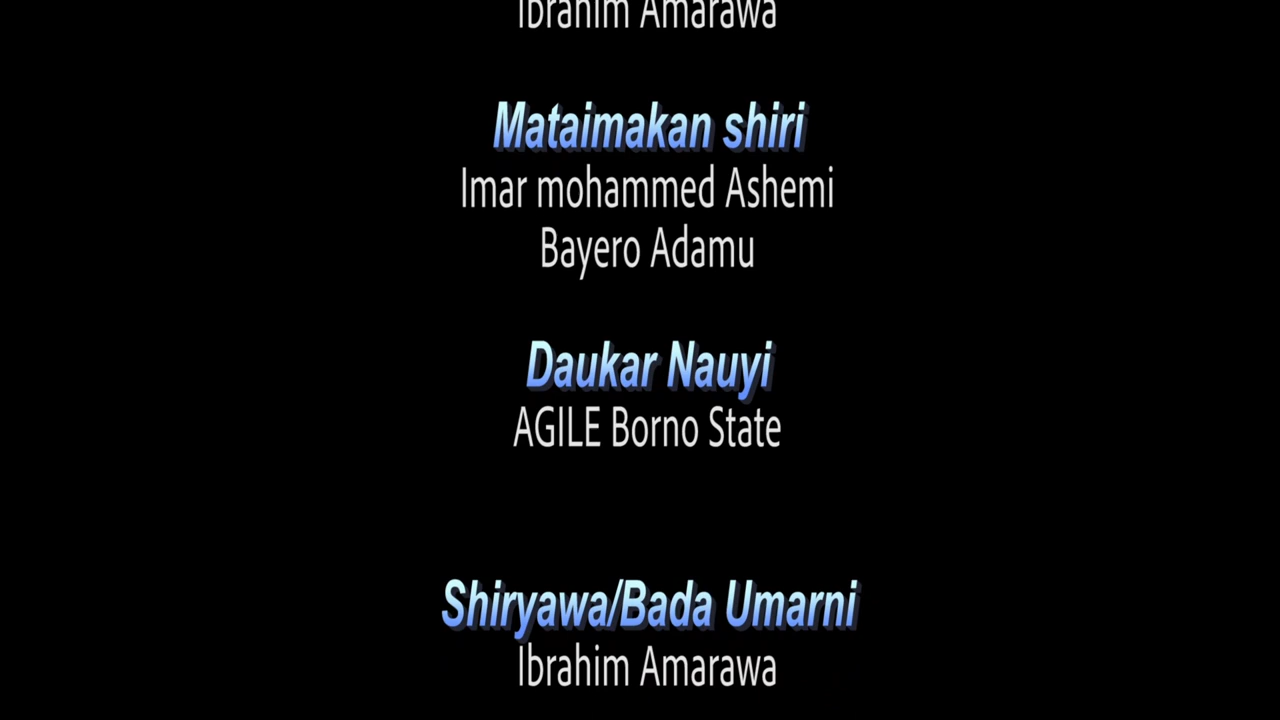 Ibrahim Amarawa
Mataimakan shiri
Imar mohammed Ashemi
Bayero Adamu
Daukar Nauyi
AGILE Borno State
Shiryawa/Bada Umarni
Ibrahim Amarawa